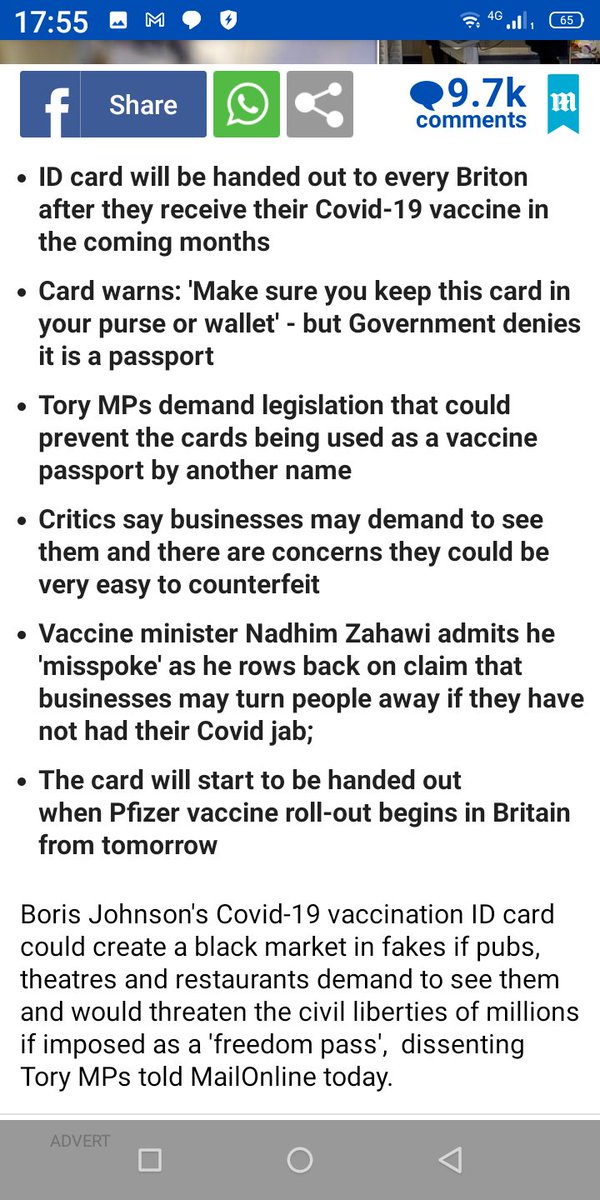 17:55
4G
1
65
f Share
9.7k
comments
m
ID card will be handed out to every Briton
after they receive their Covid-19 vaccine in
the coming months
Card warns: 'Make sure you keep this card in
your purse or wallet' - but Government denies
it is a passport
Tory MPs demand legislation that could
prevent the cards being used as a vaccine
passport by another name
Critics say businesses may demand to see
them and there are concerns they could be
very easy to counterfeit
Vaccine minister Nadhim Zahawi admits he
'misspoke' as he rows back on claim that
businesses may turn people away if they have
not had their Covid jab;
The card will start to be handed out
when Pfizer vaccine roll-out begins in Britain
from tomorrow
Boris Johnson's Covid-19 vaccination ID card
could create a black market in fakes if pubs,
theatres and restaurants demand to see them
and would threaten the civil liberties of millions
if imposed as a 'freedom pass',  dissenting
Tory MPs told MailOnline today.
ADVERT